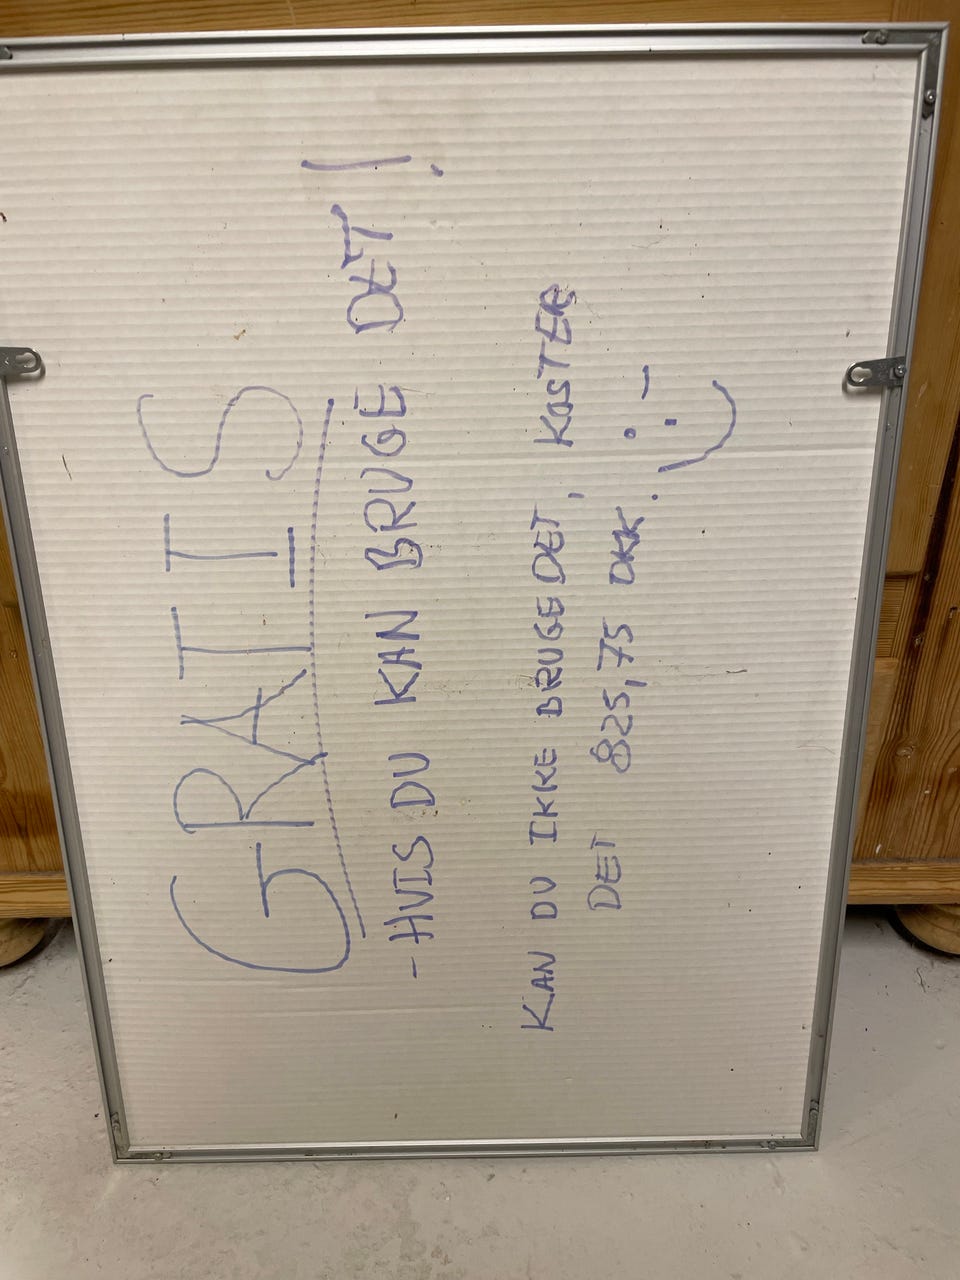 GRATIS
- HVIS DU KAN BRUGE DET!
KAN DU IKKE BRUGE DET, KOSTER
DET 825,75 DKK. :-)